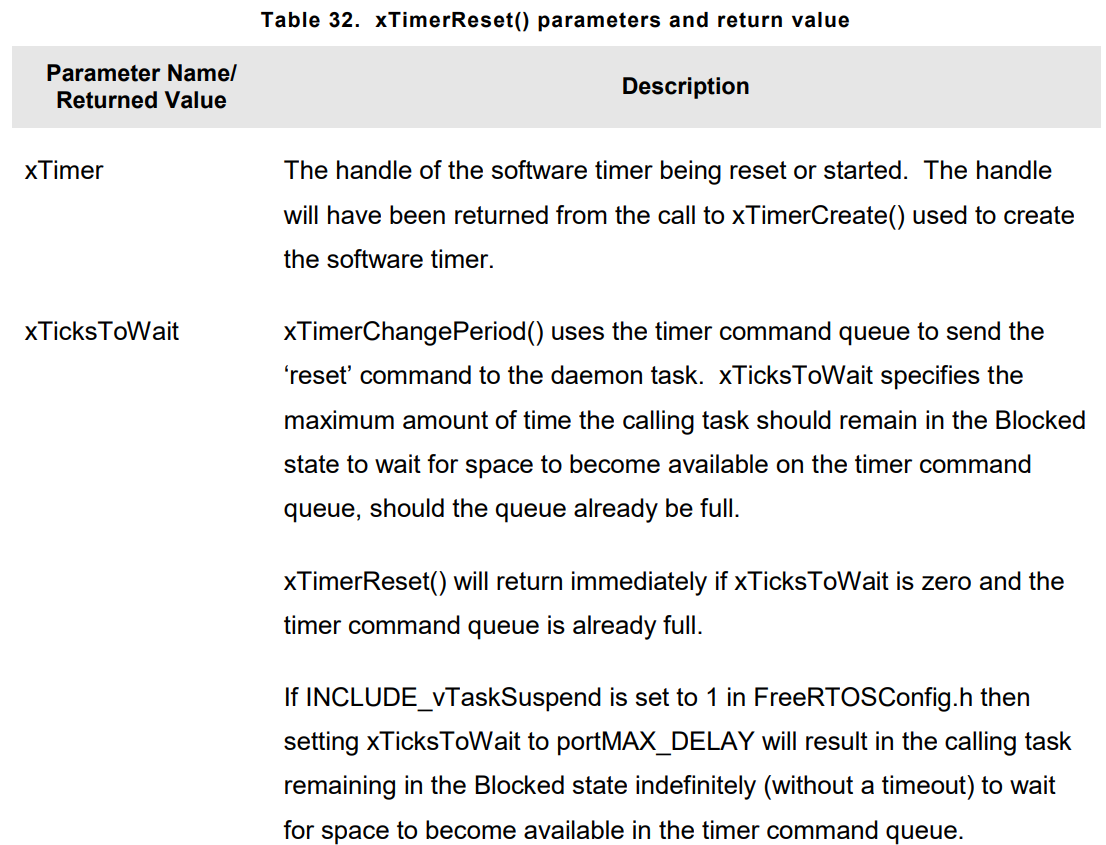 Table 32. xTimerReset() parameters and return value
Parameter Name/
Returned Value
Description
xTimer
The handle of the software timer being reset or started. The handle
will have been returned from the call to xTimerCreate() used to create
the software timer.
xTicksToWait
xTimerChangePeriod() uses the timer command queue to send the
‘reset’ command to the daemon task. xTicksToWait specifies the
maximum amount of time the calling task should remain in the Blocked
state to wait for space to become available on the timer command
queue, should the queue already be full.
xTimerReset() will return immediately if xTicksToWait is zero and the
timer command queue is already full.
If INCLUDE_vTaskSuspend is set to 1 in FreeRTOSConfig.h then
setting xTicksToWait to portMAX_DELAY will result in the calling task
remaining in the Blocked state indefinitely (without a timeout) to wait
for space to become available in the timer command queue.